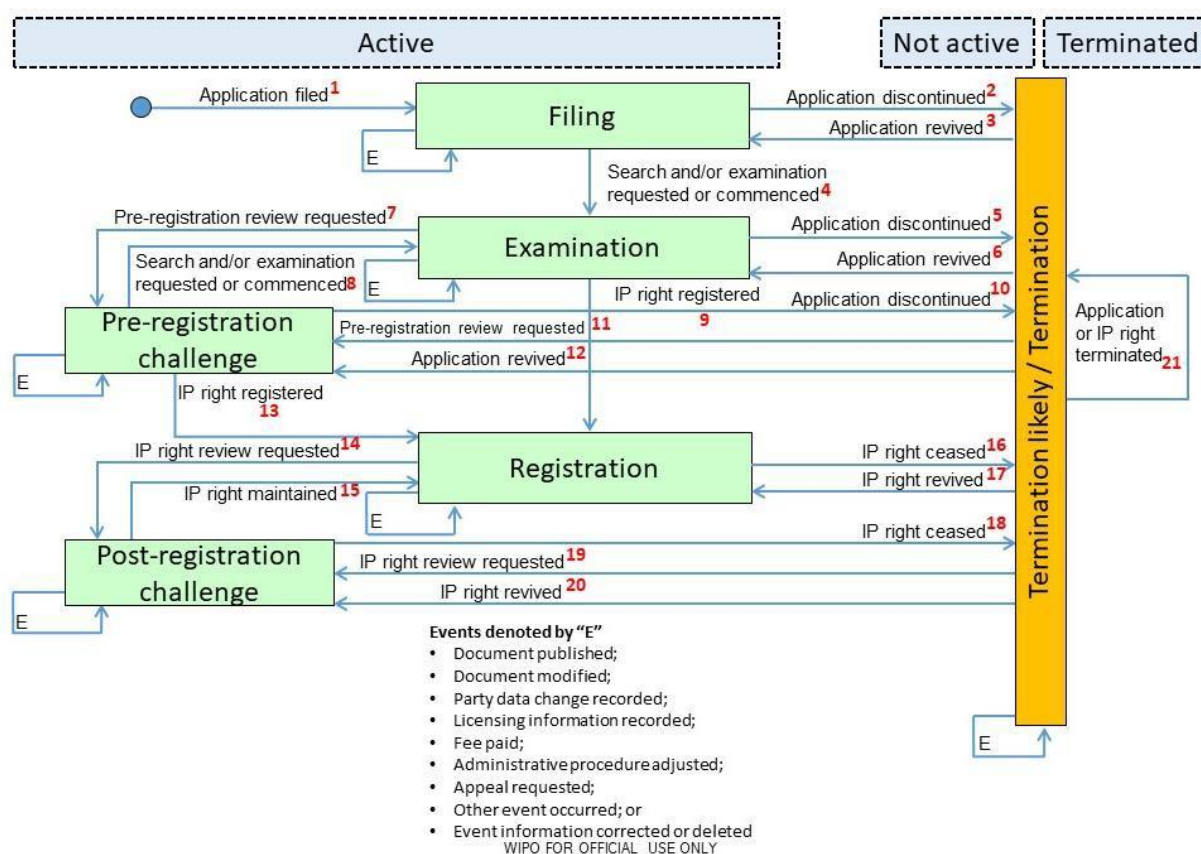 Active
Not active
Terminated
Application filed1
Filing
Application discontinued2
Application revived3
E
Search and/or examination
requested or commenced4
Pre-registration review requested7
Examination
Application discontinued5
Application revived6
Search and/or examination
requested or commenced8
E
IP right registered
9
Application discontinued10
Pre-registration
challenge
Pre-registration review requested 11
Application revived12
E
IP right registered
13
Application
or IP right
terminated21
Termination likely / Termination
IP right review requested14
Registration
IP right ceased16
IP right revived17
IP right maintained 15
E
IP right ceased18
Post-registration
challenge
IP right review requested19
IP right revived 20
E
Events denoted by “E”
• Document published;
• Document modified;
• Party data change recorded;
• Licensing information recorded;
• Fee paid;
• Administrative procedure adjusted;
• Appeal requested;
• Other event occurred; or
• Event information corrected or deleted
E
WIPO FOR OFFICIAL USE ONLY